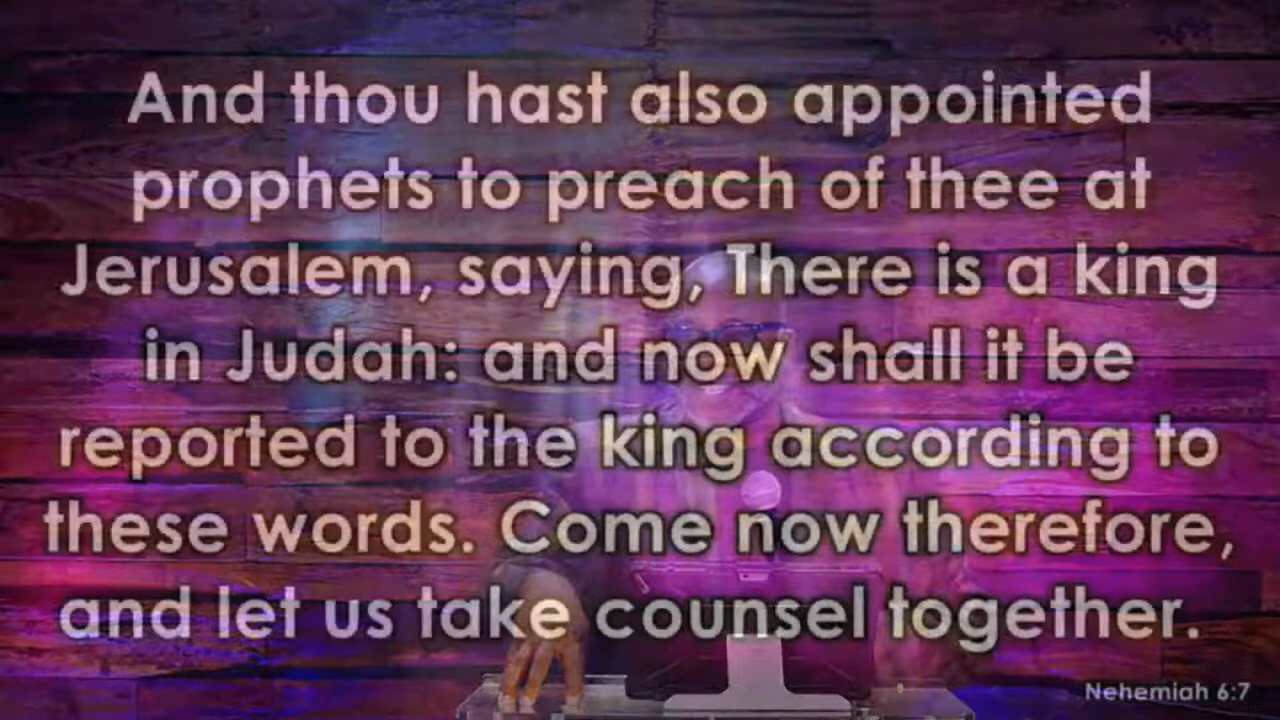 And thou hast also appointed
prophets to preach of thee at
Jerusalem, saying, There is a king
in Judah: and now shall it be
reported to the king according to
these words. Come now therefore,
and let us take counsel together.
Nehemiah 6:7